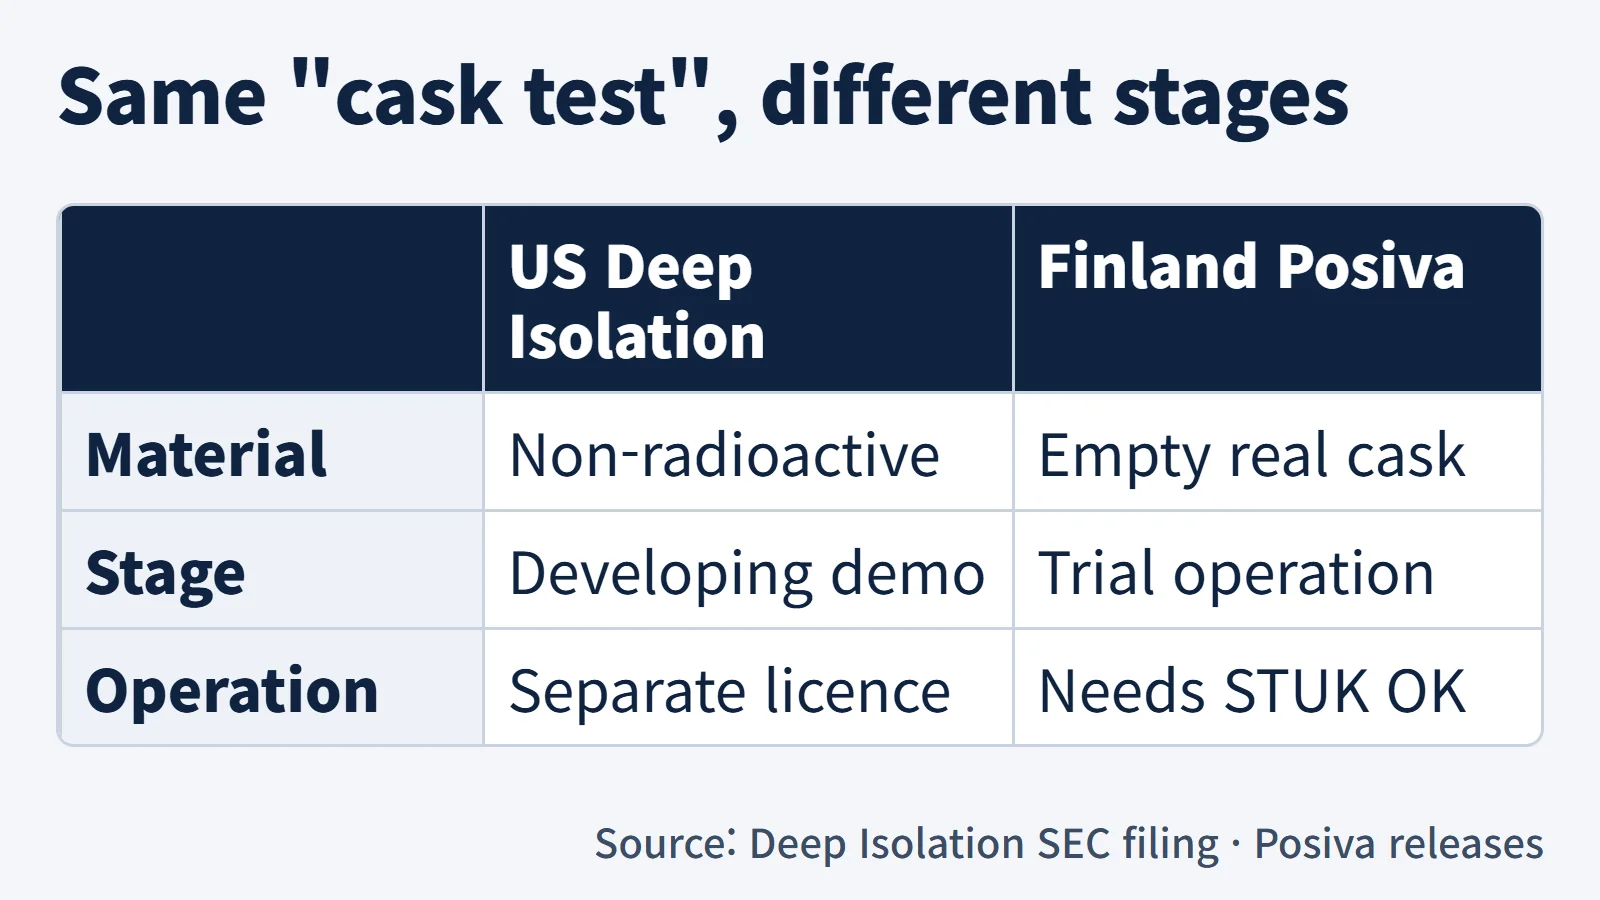 Same "cask test", different stages
US Deep
Isolation
Finland Posiva
Material
Non-radioactive
Empty real cask
Stage
Developing demo
Trial operation
Operation
Separate licence
Needs STUK OK
Source: Deep Isolation SEC filing · Posiva releases